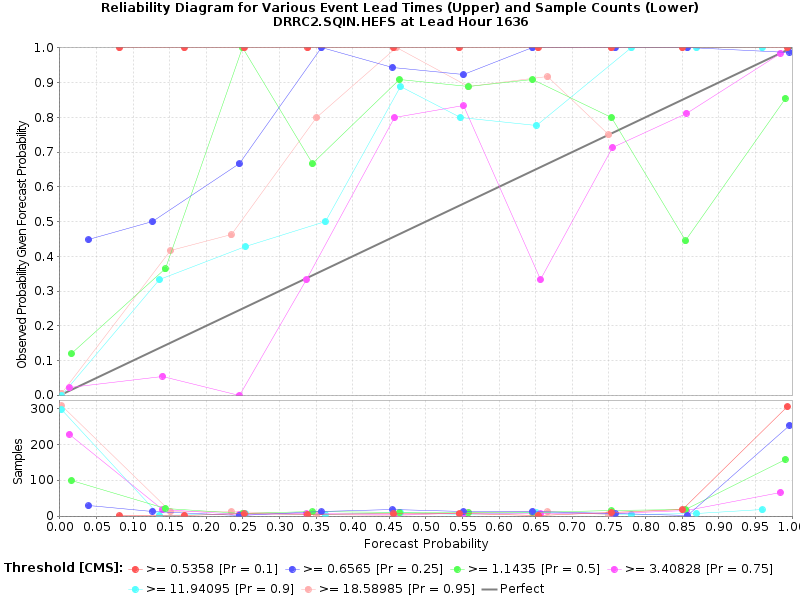 Reliability Diagram for Various Event Lead Times (Upper) and Sample Counts (Lower)
DRRC2.SQIN.HEFS at Lead Hour 1636
Observed Probability Given Forecast Probability
1.0
0.9
0.8
0.7
0.6
0.5
0.4
0.3
0.2
0.1
0.0
Samples
300
200
100
0
0.00 0.05 0.10 0.15 0.20 0.25 0.30 0.35 0.40 0.45 0.50 0.55 0.60 0.65 0.70 0.75 0.80 0.85 0.90 0.95 1.0
Forecast Probability
Threshold [CMS]: >= 0.5358 [Pr = 0.1] >= 0.6565 [Pr = 0.25] >= 1.1435 [Pr = 0.5] >= 3.40828 [Pr = 0.75]
>= 11.94095 [Pr = 0.9] >= 18.58985 [Pr = 0.95] Perfect